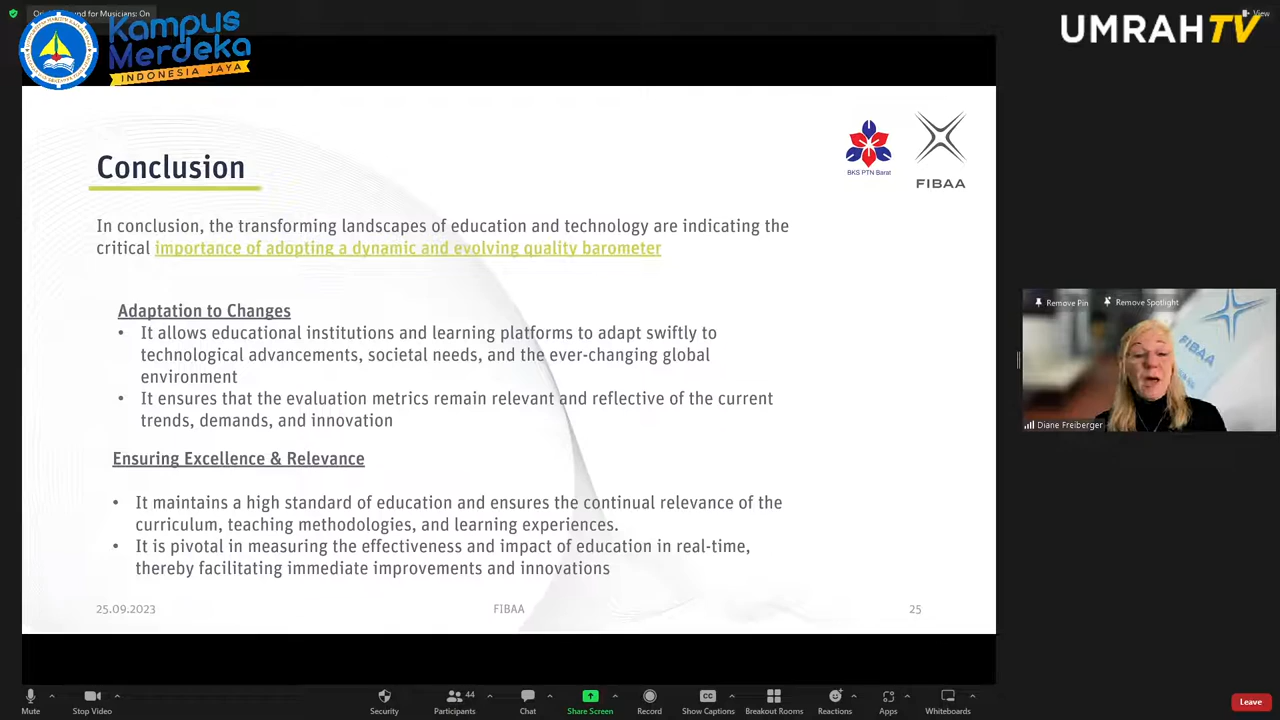 Original Sound for Musicians: On
View
Kampus
Merdeka
INDONESIA JAYA
UMRAH TV
BKS PTN Barat
FIBAA
Conclusion
In conclusion, the transforming landscapes of education and technology are indicating the
critical importance of adopting a dynamic and evolving quality barometer
Adaptation to Changes
• It allows educational institutions and learning platforms to adapt swiftly to
technological advancements, societal needs, and the ever-changing global
environment
• It ensures that the evaluation metrics remain relevant and reflective of the current
trends, demands, and innovation
Ensuring Excellence & Relevance
• It maintains a high standard of education and ensures the continual relevance of the
curriculum, teaching methodologies, and learning experiences.
• It is pivotal in measuring the effectiveness and impact of education in real-time,
thereby facilitating immediate improvements and innovations
25.09.2023
FIBAA
25
Remove Pin
Remove Spotlight
FIBAA
Diane Freiberger
Mute
Stop Video
Security
44
Participants
Chat
Share Screen
Record
Show Captions
Breakout Rooms
Reactions
Apps
Whiteboards
Leave